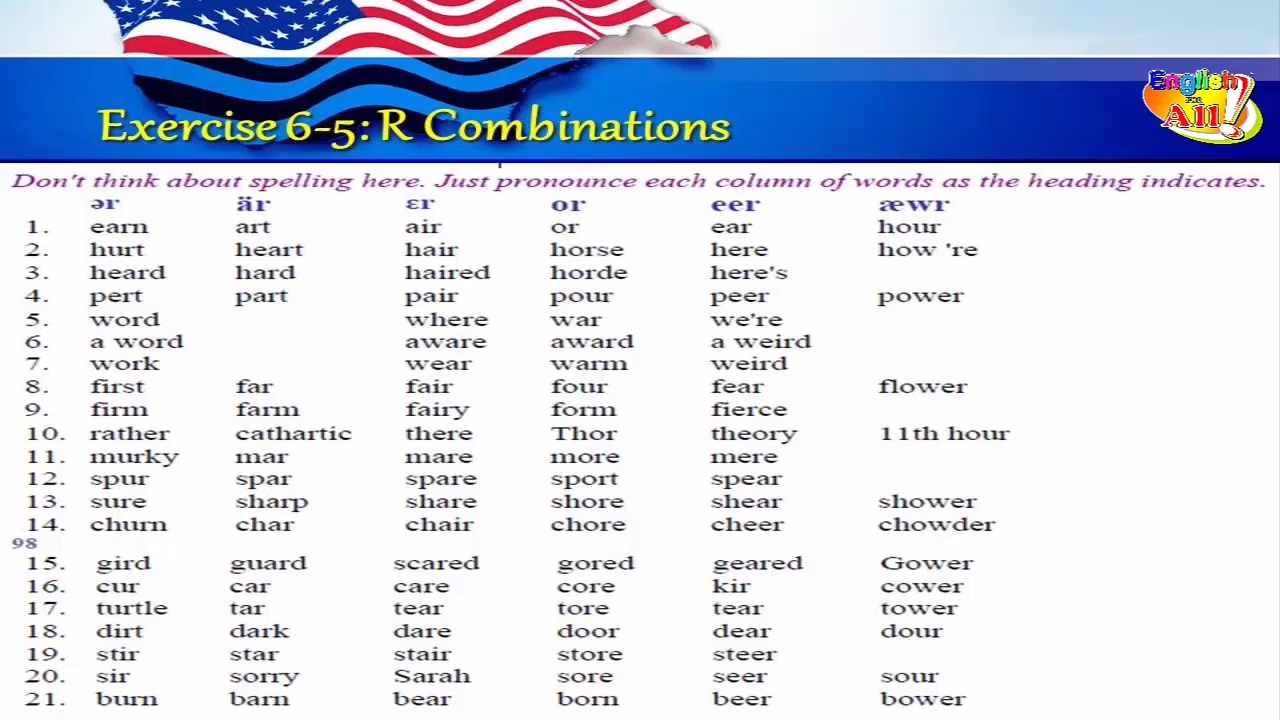 English
FOR
All!
Exercise 6-5: R Combinations
Don't think about spelling here. Just pronounce each column of words as the heading indicates.
ər är ɛr or eer æwr
1. earn art air or ear hour
2. hurt heart hair horse here how 're
3. heard hard haired horde here's
4. pert part pair pour peer power
5. word where war we're
6. a word aware award a weird
7. work wear warm weird
8. first far fair four fear flower
9. firm farm fairy form fierce
10. rather cathartic there Thor theory 11th hour
11. murky mar mare more mere
12. spur spar spare sport spear
13. sure sharp share shore shear shower
14. churn char chair chore cheer chowder
98
15. gird guard scared gored geared Gower
16. cur car care core kir cower
17. turtle tar tear tore tear tower
18. dirt dark dare door dear dour
19. stir star stair store steer
20. sir sorry Sarah sore seer sour
21. burn barn bear born beer bower